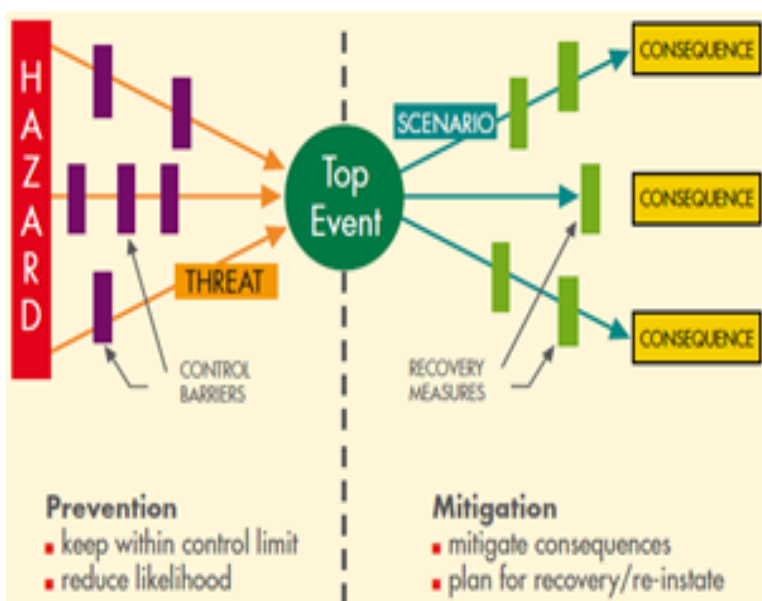 HAZARD
CONSEQUENCE
SCENARIO
Top
Event
CONSEQUENCE
THREAT
CONSEQUENCE
CONTROL
BARRIERS
RECOVERY
MEASURES
Prevention
keep within control limit
reduce likelihood
Mitigation
mitigate consequences
plan for recovery/re-instate